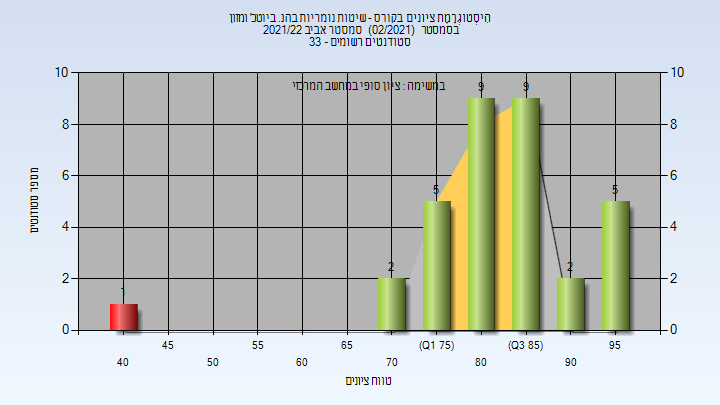 היסטוגרמת ציונים בקורס - שיטות נומריות בהנ. ביוטכ' ומזון
בסמסטר (02/2021) סמסטר אביב 2021/22
סטודנטים רשומים - 33
במשימה : ציון סופי במחשב המרכזי
מספר סטודנטים
10 10
8 8
6 6
4 4
2 2
0 0
1 2 5 9 9 2 5
45 55 65 (Q1 75) (Q3 85) 95
40 50 60 70 80 90
טווח ציונים